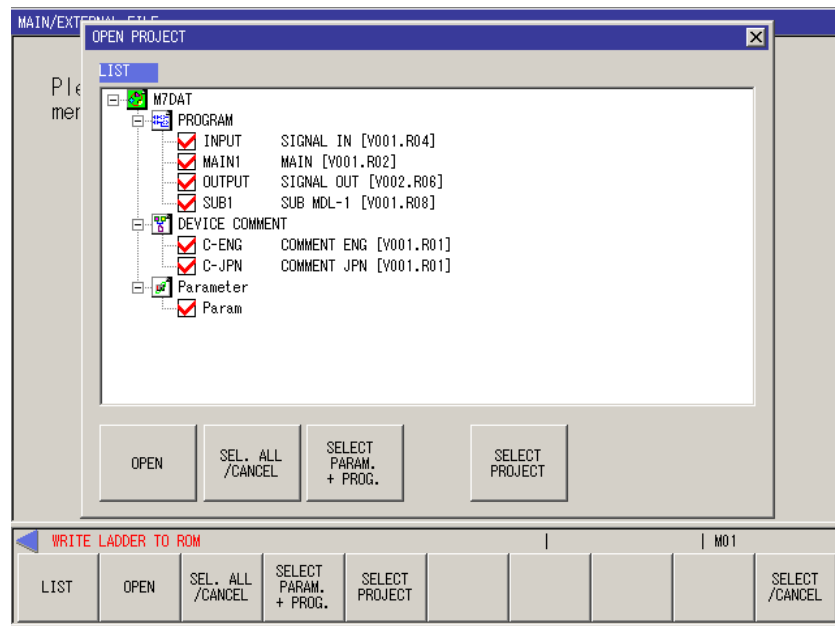 MAIN/EXTERNAL FILE
OPEN PROJECT
LIST
Ple
mer
M7DAT
PROGRAM
INPUT SIGNAL IN [V001.R04]
MAIN1 MAIN [V001.R02]
OUTPUT SIGNAL OUT [V002.R06]
SUB1 SUB MDL-1 [V001.R08]
DEVICE COMMENT
C-ENG COMMENT ENG [V001.R01]
C-JPN COMMENT JPN [V001.R01]
Parameter
Param
OPEN
SEL. ALL
/CANCEL
SELECT
PARAM.
+ PROG.
SELECT
PROJECT
WRITE LADDER TO ROM
M01
LIST
OPEN
SEL. ALL
/CANCEL
SELECT
PARAM.
+ PROG.
SELECT
PROJECT
SELECT
/CANCEL